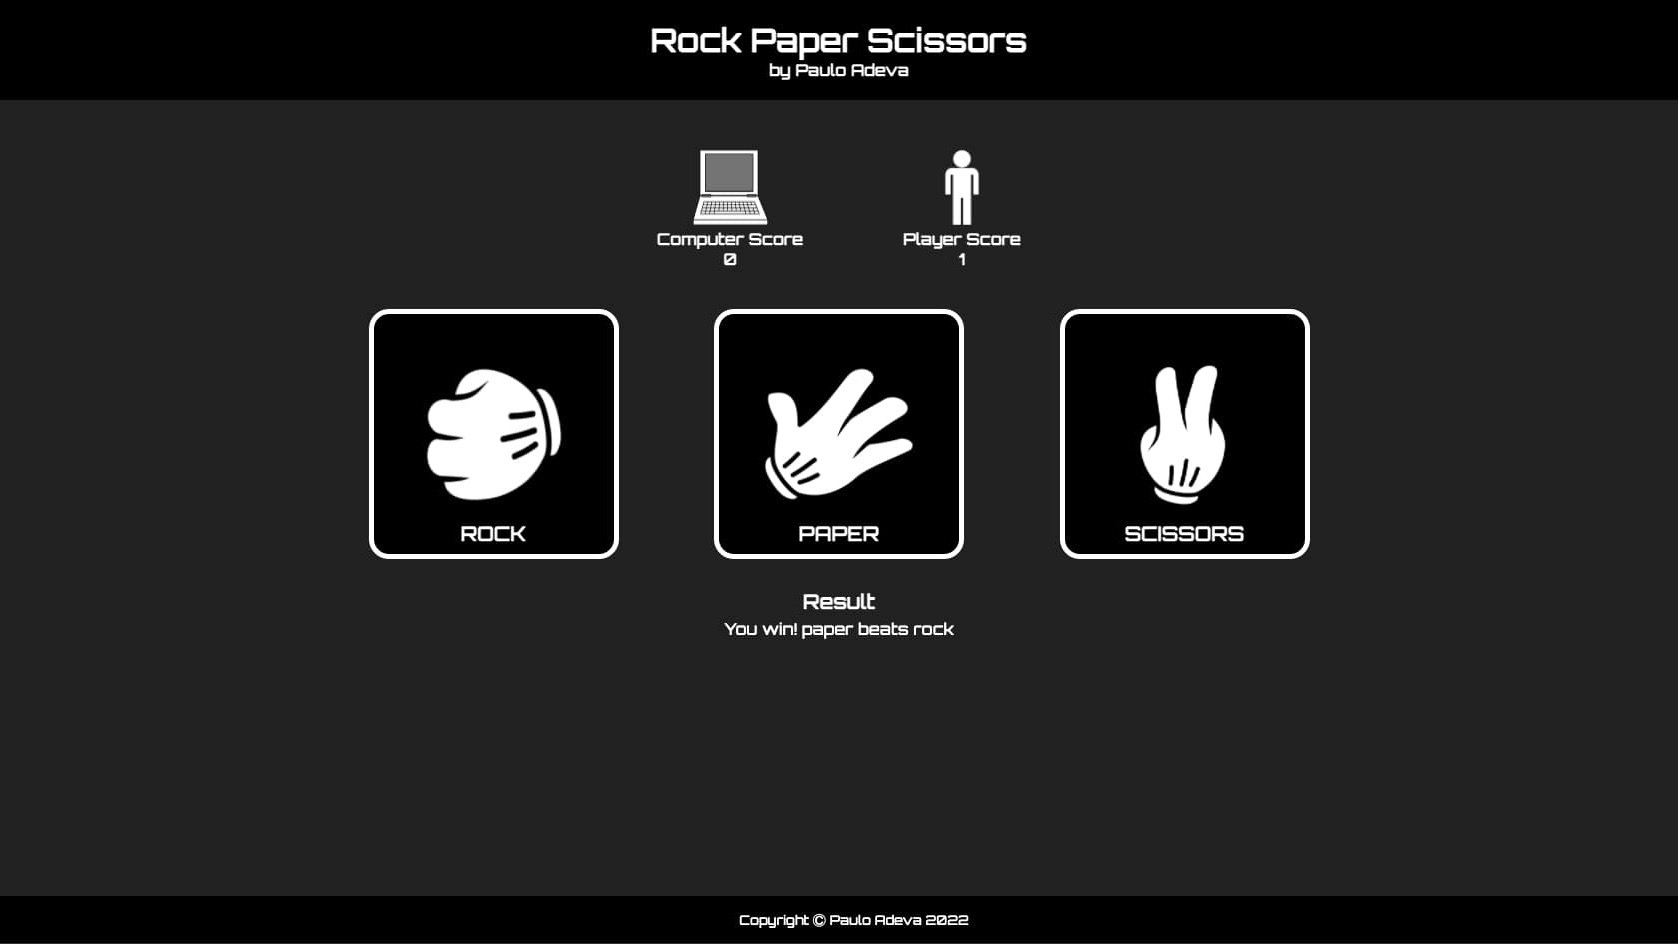 Rock Paper Scissors
by Paulo Adeva
Computer Score
0
Player Score
1
ROCK
PAPER
SCISSORS
Result
You win! paper beats rock
Copyright © Paulo Adeva 2022